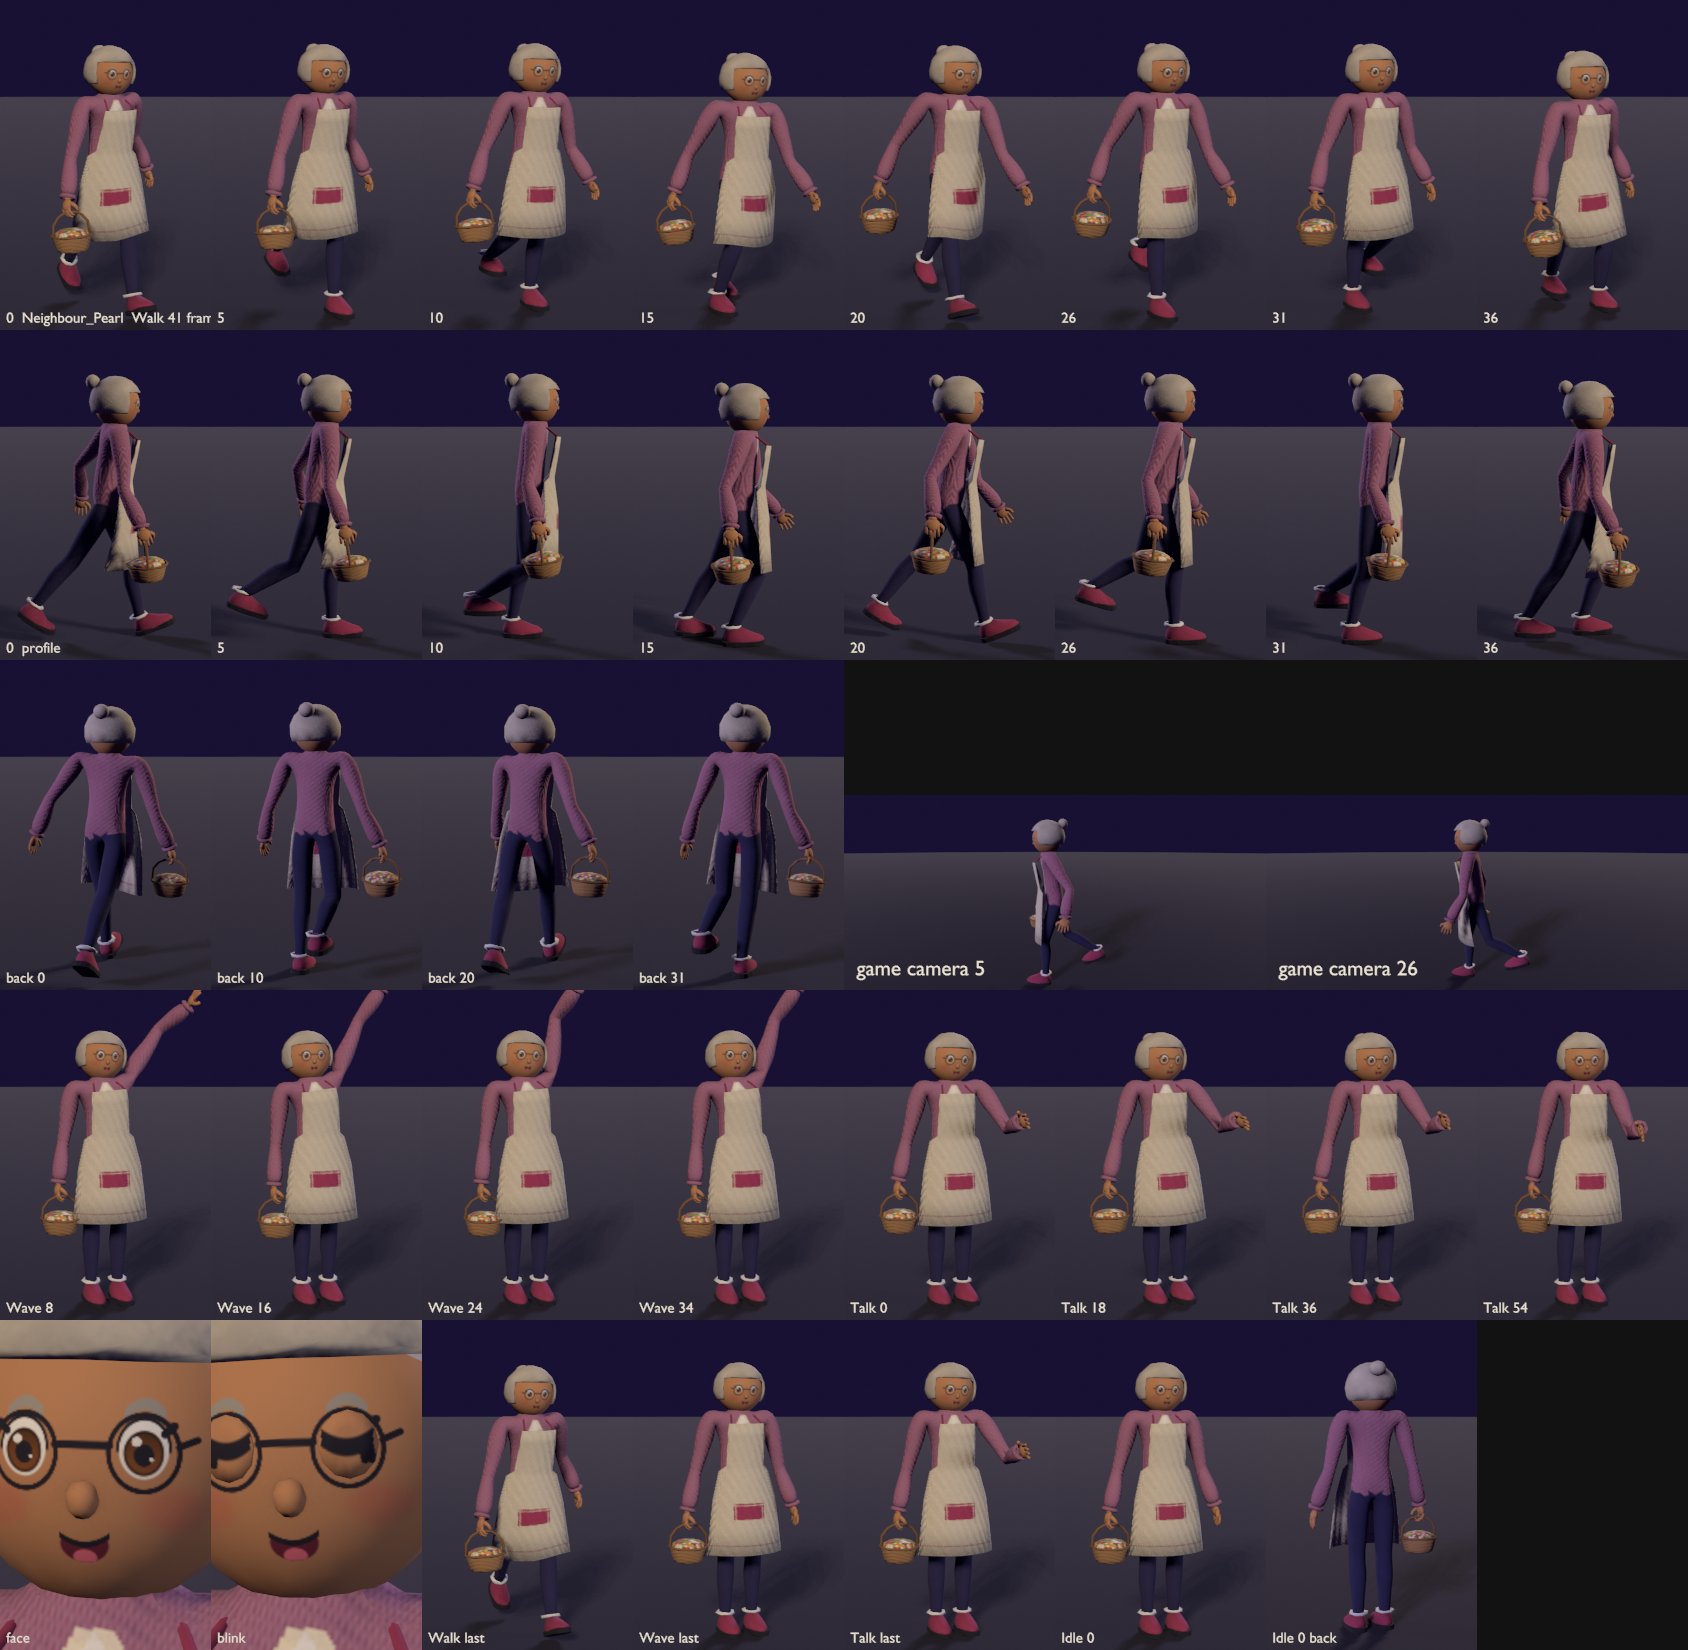 0 Neighbour_Pearl Walk 41 fran
5
10
15
20
26
31
36
0 profile
5
10
15
20
26
31
36
back 0
back 10
back 20
back 31
game camera 5
game camera 26
Wave 8
Wave 16
Wave 24
Wave 34
Talk 0
Talk 18
Talk 36
Talk 54
face
blink
Walk last
Wave last
Talk last
Idle 0
Idle 0 back